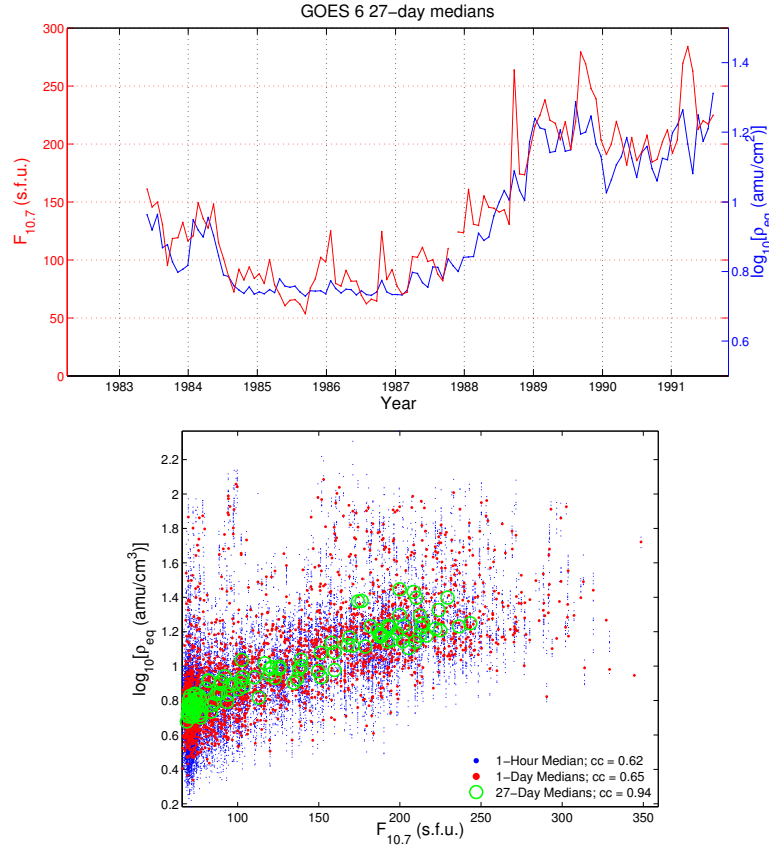 GOES 6 27−day medians
300
250
200
150
100
50
0
F10.7 (s.f.u.)
1.4
1.2
1
0.8
0.6
log10[ρeq (amu/cm3)]
1983 1984 1985 1986 1987 1988 1989 1990 1991
Year
2.2
2
1.8
1.6
1.4
1.2
1
0.8
0.6
0.4
0.2
log10[ρeq (amu/cm3)]
1−Hour Median; cc = 0.62
1−Day Medians; cc = 0.65
27−Day Medians; cc = 0.94
100 150 200 250 300 350
F10.7 (s.f.u.)